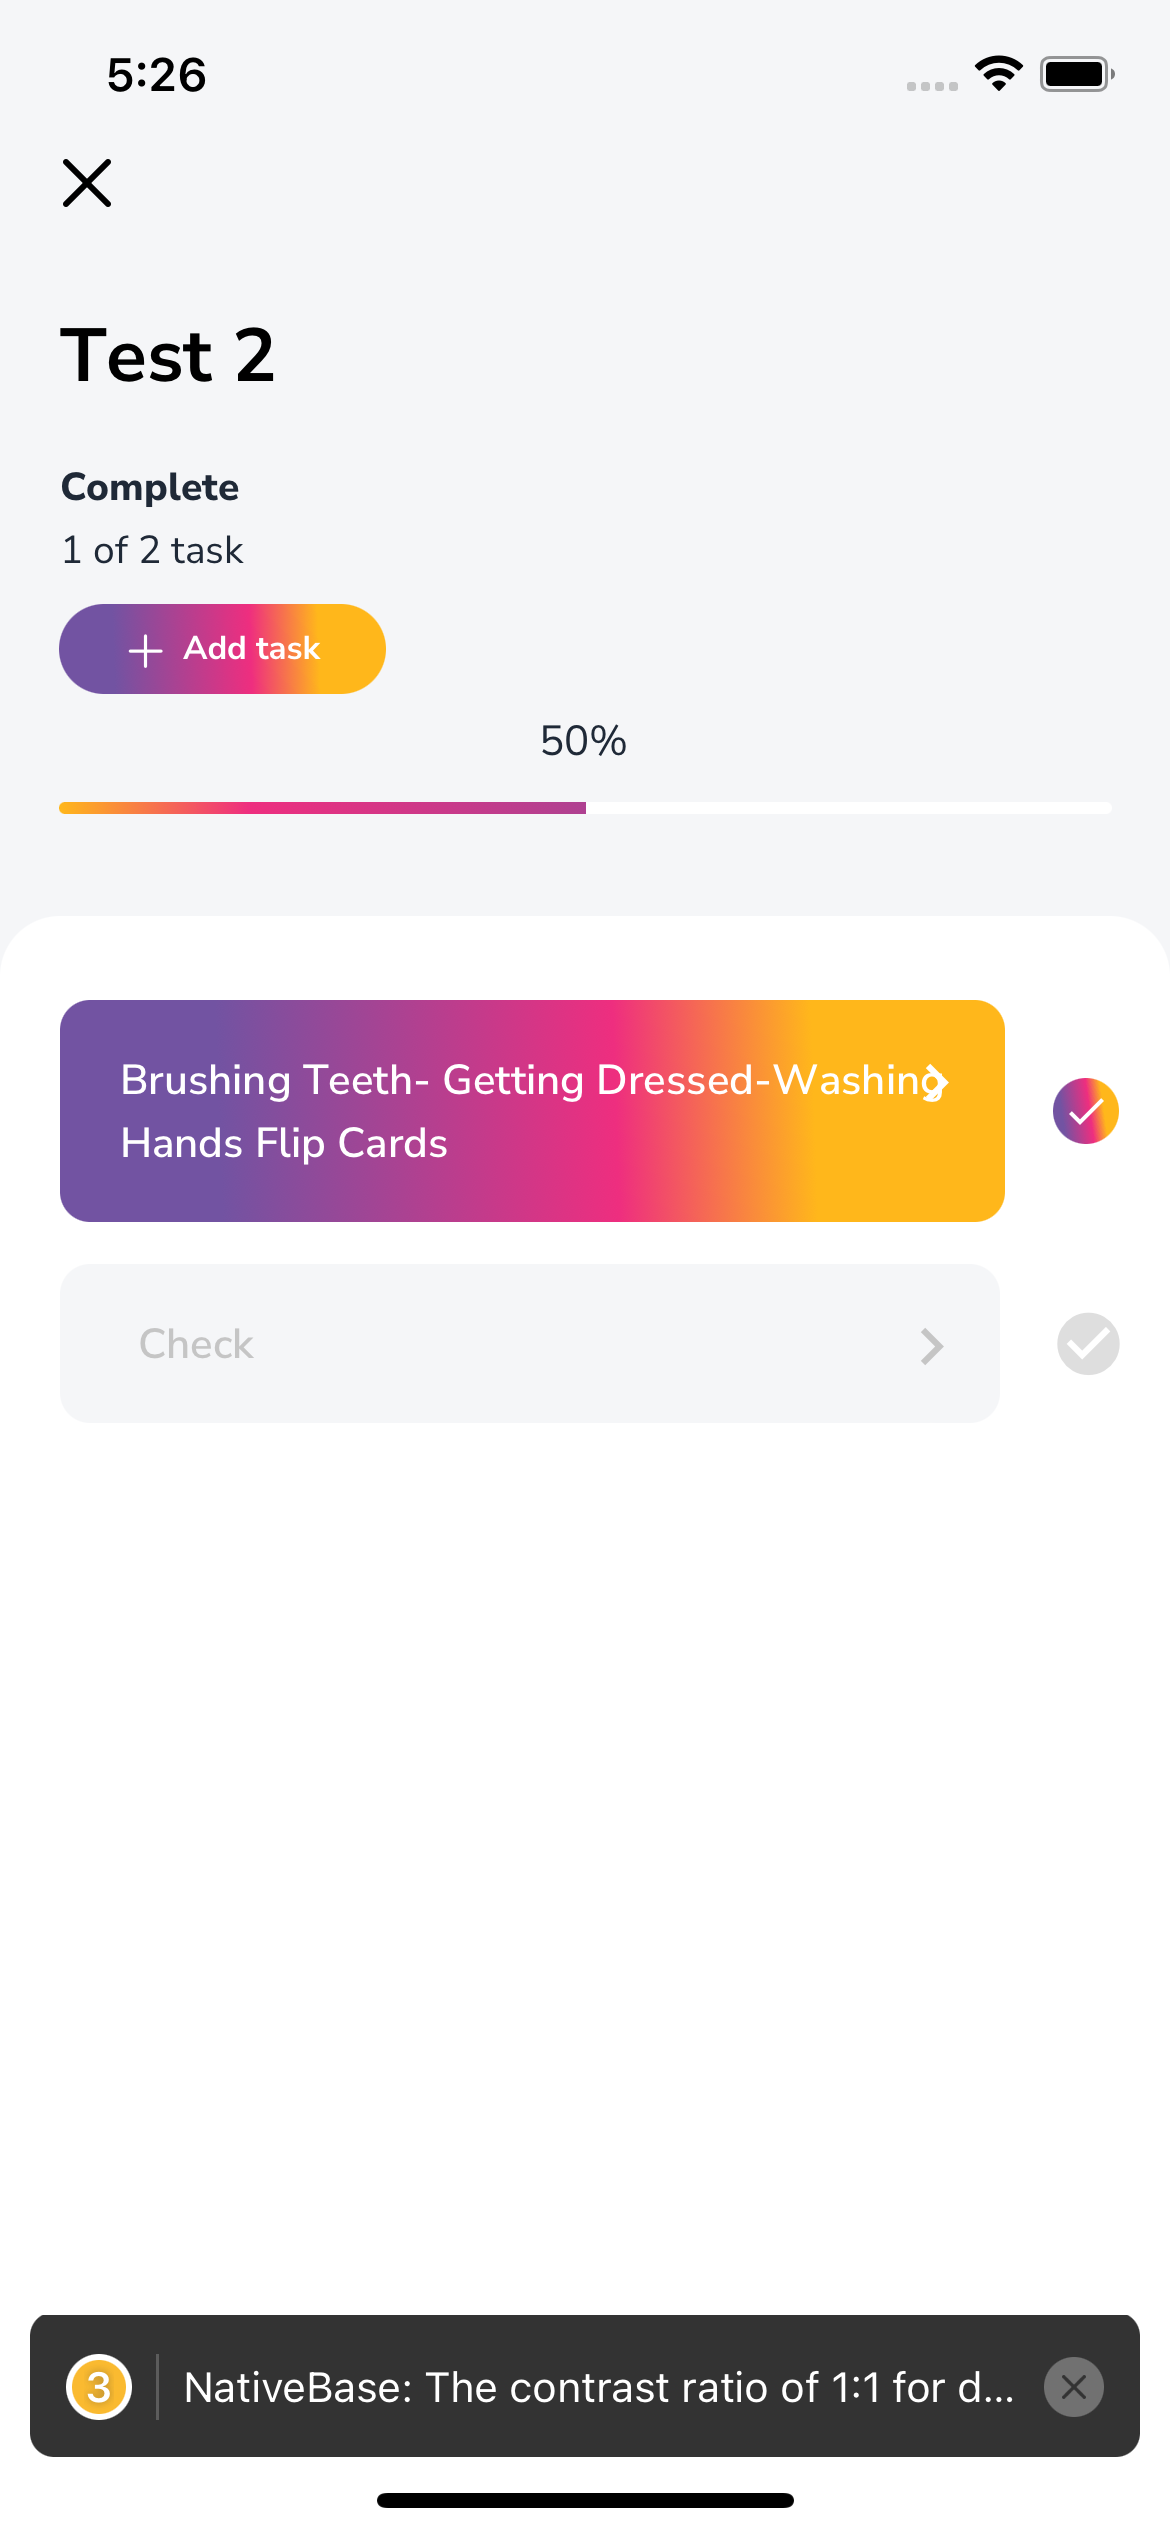 5:26
Test 2
Complete
1 of 2 task
Add task
50%
Brushing Teeth- Getting Dressed-Washing
Hands Flip Cards
Check
3
NativeBase: The contrast ratio of 1:1 for d...